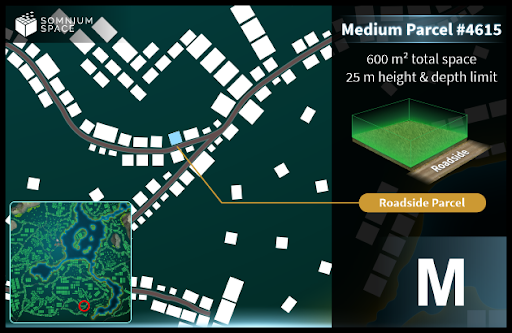 SOMNIUM
SPACE
Medium Parcel #4615
600 m² total space
25 m height & depth limit
Roadside
Roadside Parcel
M